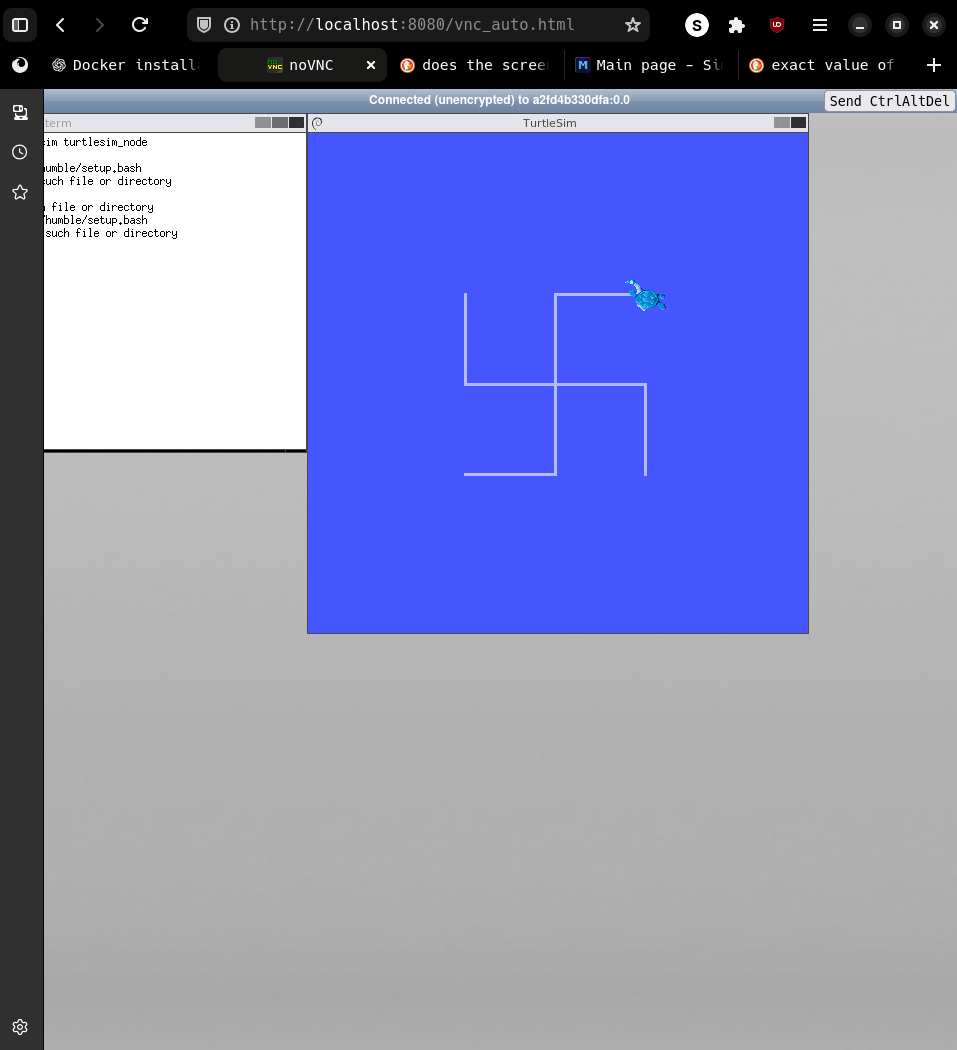 http://localhost:8080/vnc_auto.html
S
Docker install
noVNC
does the scree
Main page - Si
exact value of
Connected (unencrypted) to a2fd4b330dfa:0.0
Send CtrlAltDel
term
TurtleSim
sim turtlesim_node
humble/setup.bash
such file or directory
file or directory
/humble/setup.bash
such file or directory